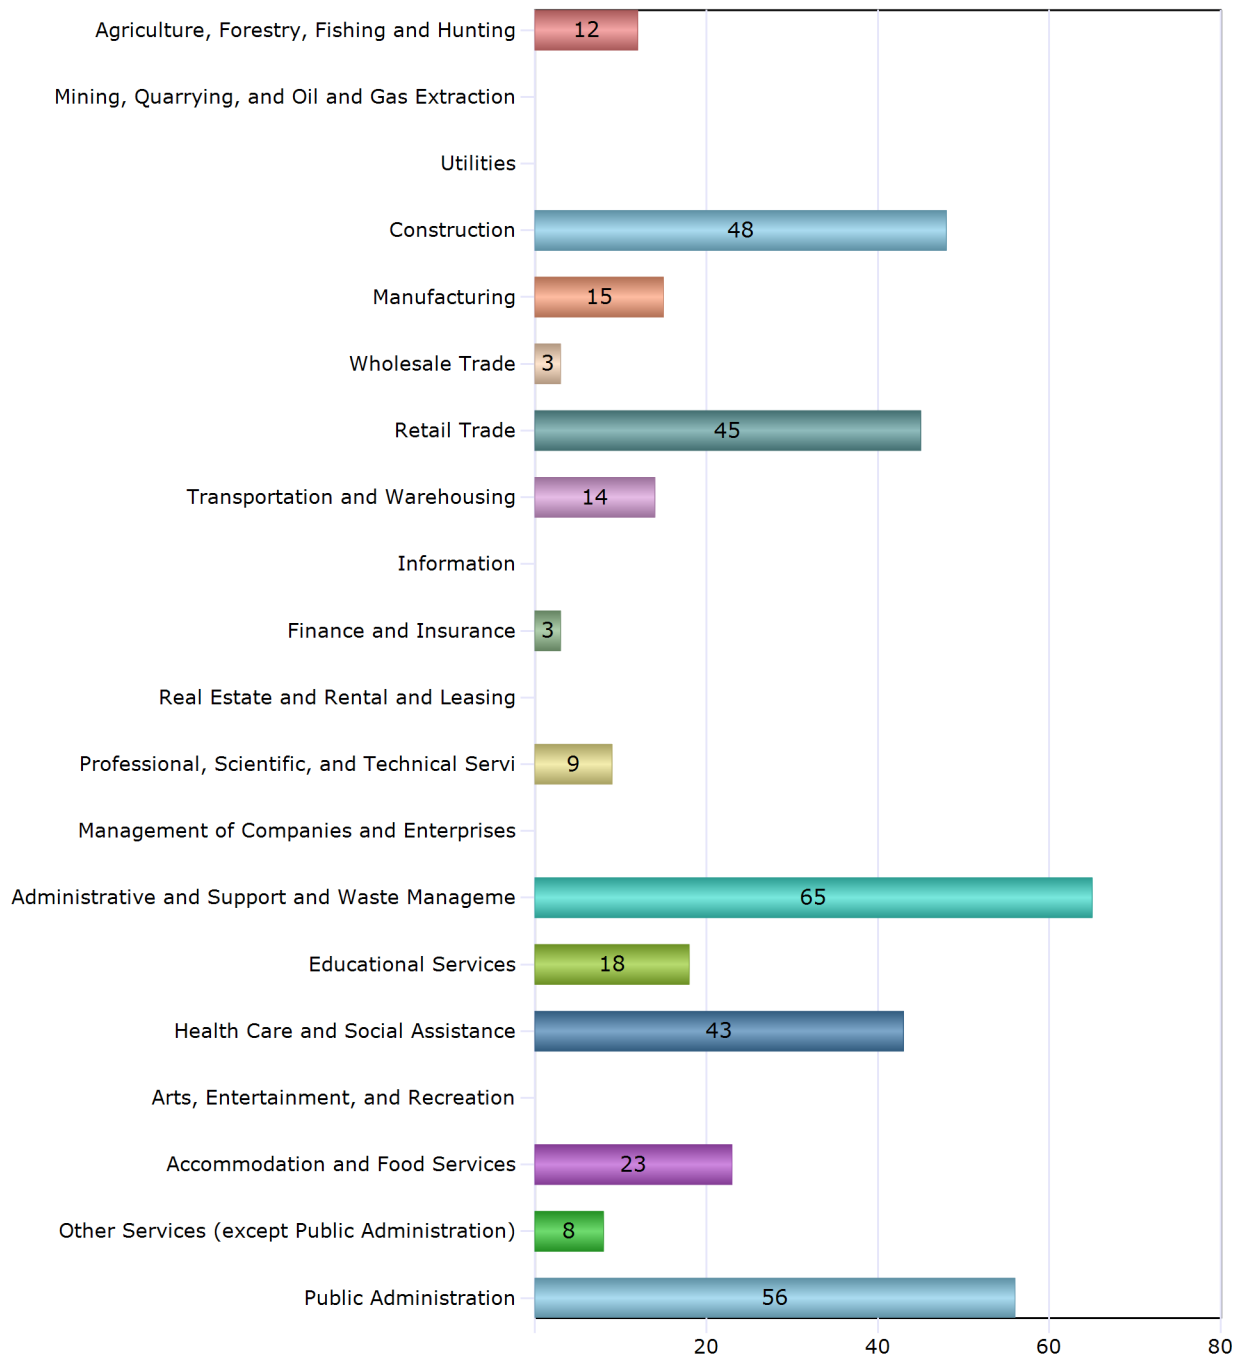 Agriculture, Forestry, Fishing and Hunting 12
Mining, Quarrying, and Oil and Gas Extraction
Utilities
Construction 48
Manufacturing 15
Wholesale Trade 3
Retail Trade 45
Transportation and Warehousing 14
Information
Finance and Insurance 3
Real Estate and Rental and Leasing
Professional, Scientific, and Technical Servi 9
Management of Companies and Enterprises
Administrative and Support and Waste Manageme 65
Educational Services 18
Health Care and Social Assistance 43
Arts, Entertainment, and Recreation
Accommodation and Food Services 23
Other Services (except Public Administration) 8
Public Administration 56
20 40 60 80